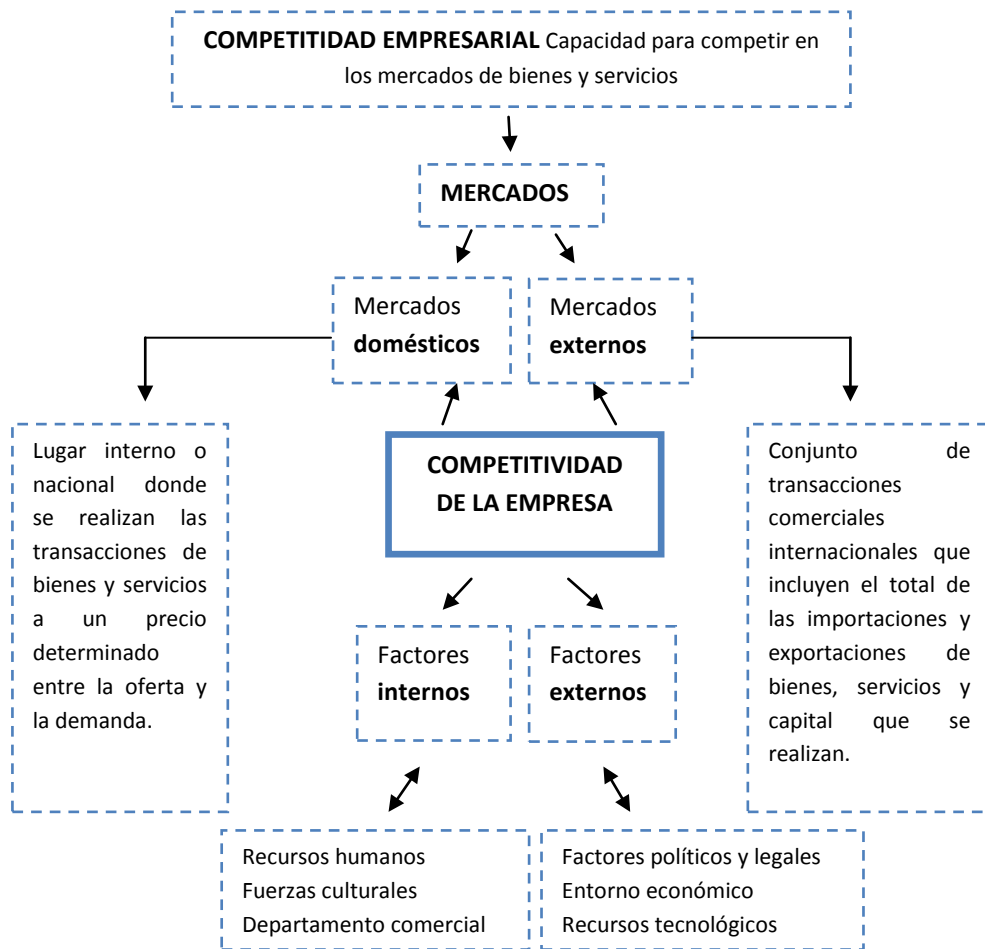 COMPETITIDAD EMPRESARIAL Capacidad para competir en
los mercados de bienes y servicios
MERCADOS
Mercados
domésticos
Mercados
externos
Lugar interno o
nacional donde
se realizan las
transacciones de
bienes y servicios
a un precio
determinado
entre la oferta y
la demanda.
COMPETITIVIDAD
DE LA EMPRESA
Conjunto de
transacciones
comerciales
internacionales que
incluyen el total de
las importaciones y
exportaciones de
bienes, servicios y
capital que se
realizan.
Factores
internos
Factores
externos
Recursos humanos
Fuerzas culturales
Departamento comercial
Factores políticos y legales
Entorno económico
Recursos tecnológicos